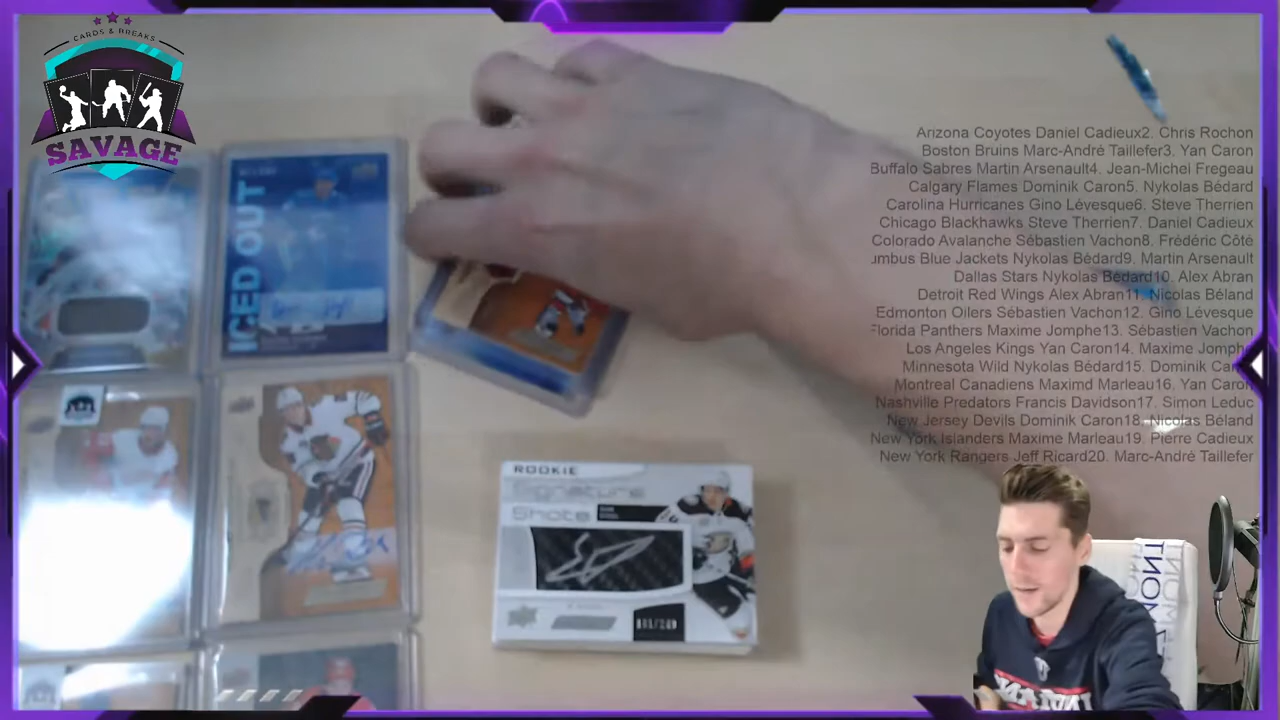 CARDS & BREAKS
SAVAGE
ICED OUT
Arizona Coyotes Daniel Cadieux2. Chris Rochon
Boston Bruins Marc-André Taillefer3. Yan Caron
Buffalo Sabres Martin Arsenault4. Jean-Michel Fregeau
Calgary Flames Dominik Caron5. Nykolas Bédard
Carolina Hurricanes Gino Lévesque6. Steve Therrien
Chicago Blackhawks Steve Therrien7. Daniel Cadieux
Colorado Avalanche Sébastien Vachon8. Frédéric Côté
umbus Blue Jackets Nykolas Bédard9. Martin Arsenault
Dallas Stars Nykolas Bédard10. Alex Abran
Detroit Red Wings Alex Abran11. Nicolas Béland
Edmonton Oilers Sébastien Vachon12. Gino Lévesque
Florida Panthers Maxime Jomphe13. Sébastien Vachon
Los Angeles Kings Yan Caron14. Maxime Jomphe
Minnesota Wild Nykolas Bédard15. Dominik Caron
Montreal Canadiens Maximd Marleau16. Yan Caron
Nashville Predators Francis Davidson17. Simon Leduc
New Jersey Devils Dominik Caron18. Nicolas Béland
New York Islanders Maxime Marleau19. Pierre Cadieux
New York Rangers Jeff Ricard20. Marc-André Taillefer
ROOKIE
Signature
Shots